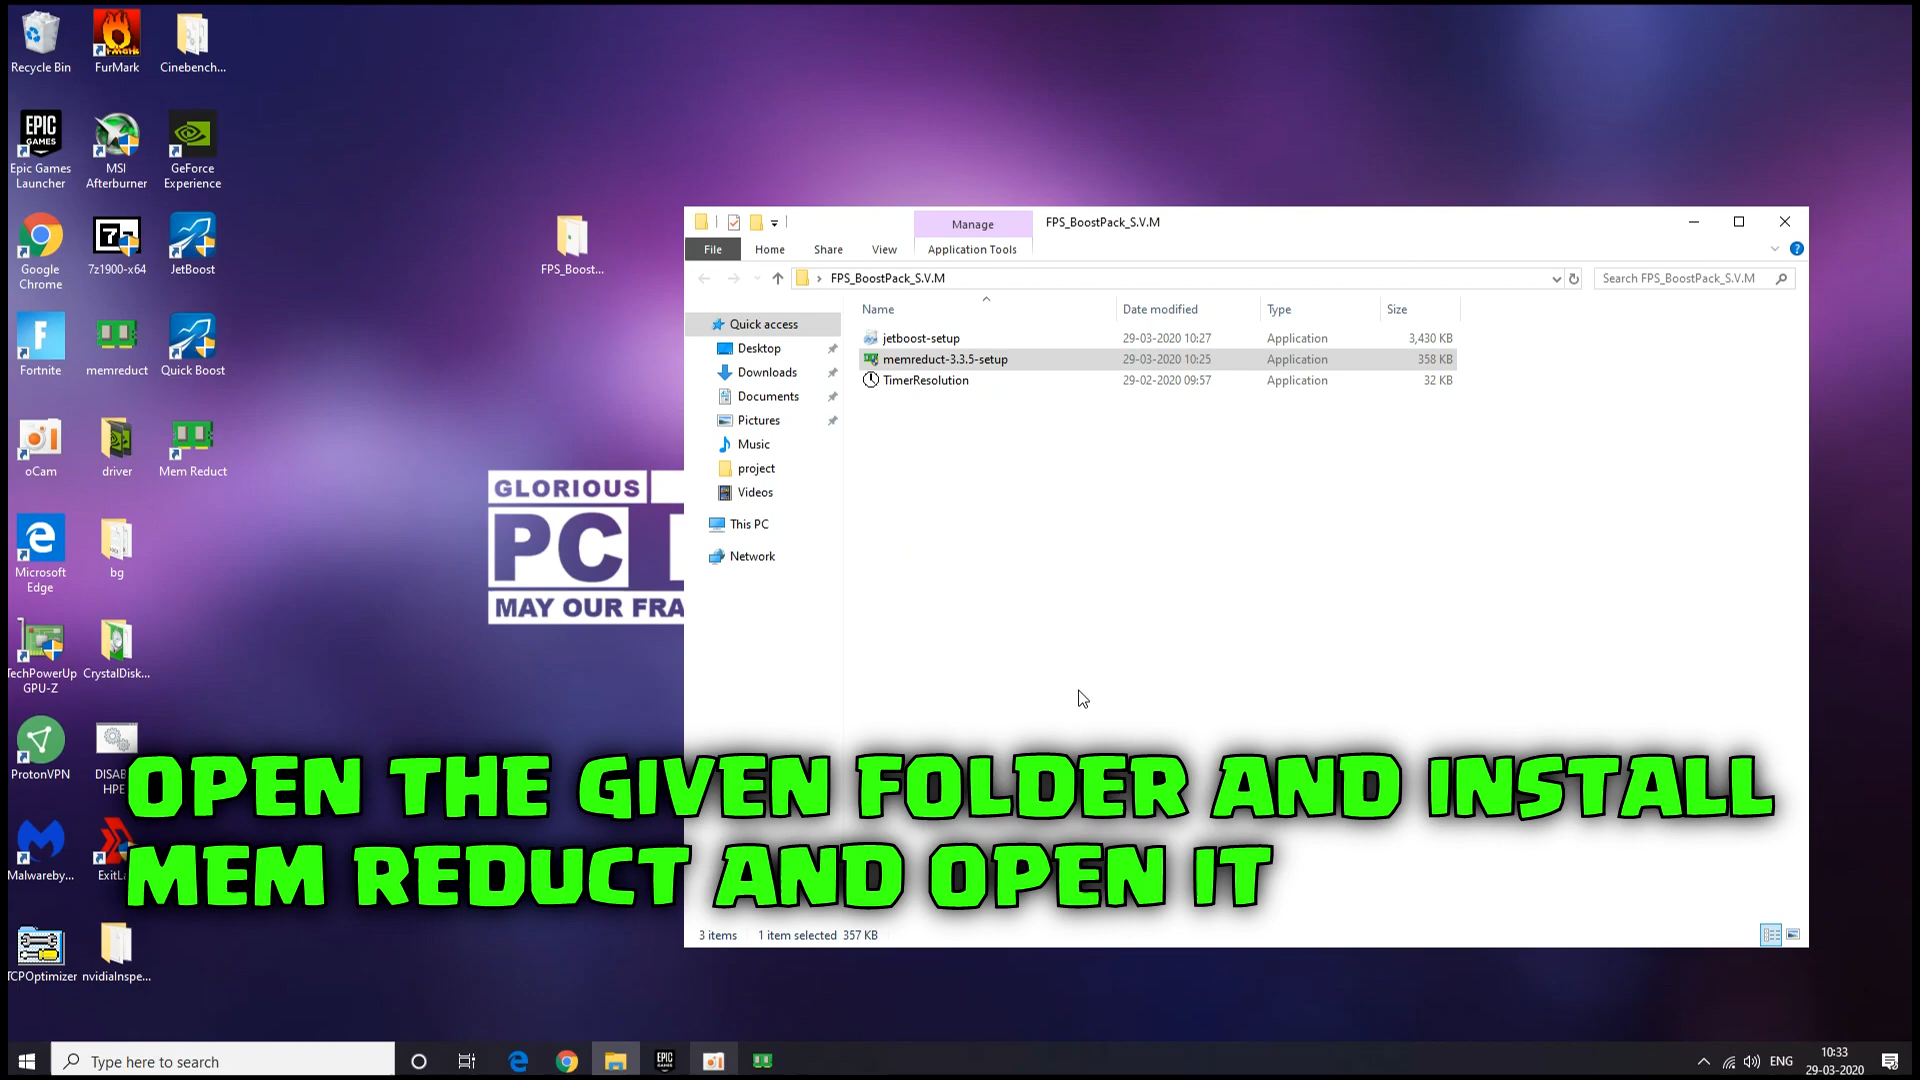 Recycle Bin
FurMark
Cinebench...
Epic Games
Launcher
MSI
Afterburner
GeForce
Experience
Google
Chrome
7z1900-x64
JetBoost
Fortnite
memreduct
Quick Boost
oCam
driver
Mem Reduct
Microsoft
Edge
bg
TechPowerUp
GPU-Z
CrystalDisk...
ProtonVPN
Malwareby...
TCPOptimizer
nvidiaInspe...
FPS_Boost...
GLORIOUS
PC
MAY OUR FRA
Manage
FPS_BoostPack_S.V.M
File
Home
Share
View
Application Tools
FPS_BoostPack_S.V.M
Search FPS_BoostPack_S.V.M
Name
Date modified
Type
Size
jetboost-setup 29-03-2020 10:27 Application 3,430 KB
memreduct-3.3.5-setup 29-03-2020 10:25 Application 358 KB
TimerResolution 29-02-2020 09:57 Application 32 KB
Quick access
Desktop
Downloads
Documents
Pictures
Music
project
Videos
This PC
Network
OPEN THE GIVEN FOLDER AND INSTALL
MEM REDUCT AND OPEN IT
3 items 1 item selected 357 KB
Type here to search
ENG
10:33
29-03-2020